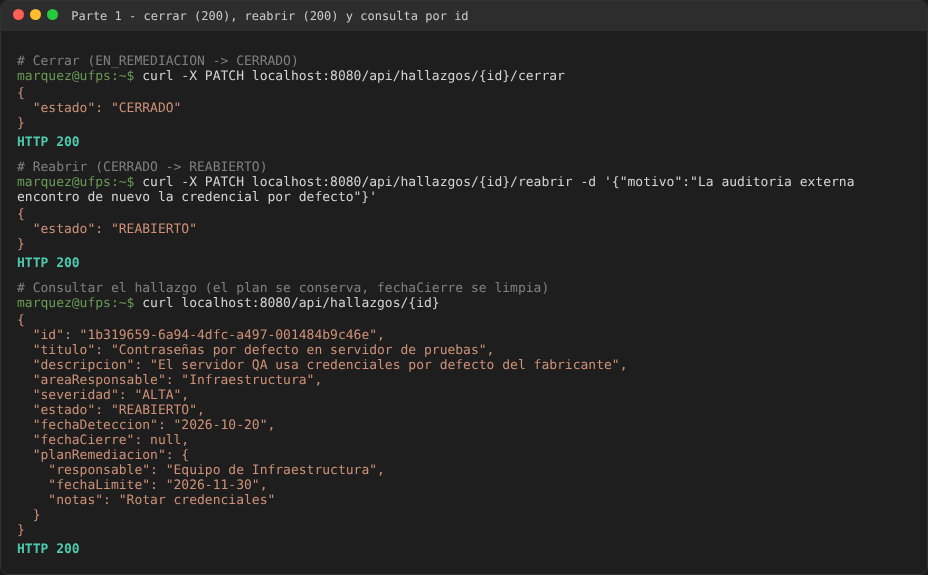 Parte 1 - cerrar (200), reabrir (200) y consulta por id
# Cerrar (EN_REMEDIACION -> CERRADO)
marquez@ufps:~$ curl -X PATCH localhost:8080/api/hallazgos/{id}/cerrar
{
  "estado": "CERRADO"
}
HTTP 200
# Reabrir (CERRADO -> REABIERTO)
marquez@ufps:~$ curl -X PATCH localhost:8080/api/hallazgos/{id}/reabrir -d '{"motivo":"La auditoria externa
encontro de nuevo la credencial por defecto"}'
{
  "estado": "REABIERTO"
}
HTTP 200
# Consultar el hallazgo (el plan se conserva, fechaCierre se limpia)
marquez@ufps:~$ curl localhost:8080/api/hallazgos/{id}
{
  "id": "1b319659-6a94-4dfc-a497-001484b9c46e",
  "titulo": "Contraseñas por defecto en servidor de pruebas",
  "descripcion": "El servidor QA usa credenciales por defecto del fabricante",
  "areaResponsable": "Infraestructura",
  "severidad": "ALTA",
  "estado": "REABIERTO",
  "fechaDeteccion": "2026-10-20",
  "fechaCierre": null,
  "planRemediacion": {
    "responsable": "Equipo de Infraestructura",
    "fechaLimite": "2026-11-30",
    "notas": "Rotar credenciales"
  }
}
HTTP 200